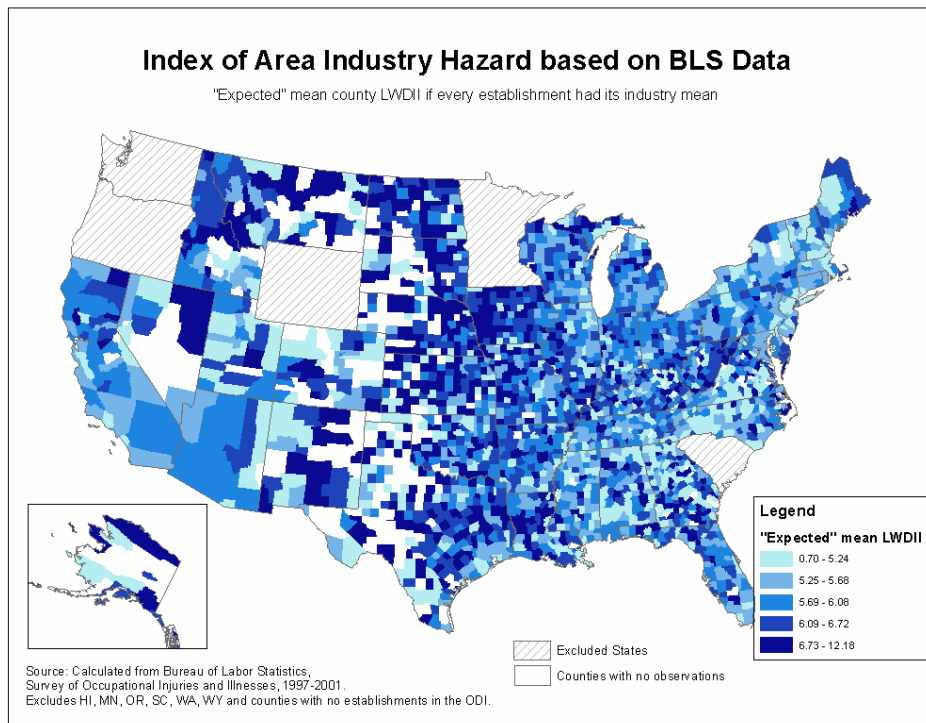 Index of Area Industry Hazard based on BLS Data
"Expected" mean county LWDII if every establishment had its industry mean
Legend
"Expected" mean LWDII
0.70 - 5.24
5.25 - 5.68
5.69 - 6.08
6.09 - 6.72
6.73 - 12.18
Excluded States
Counties with no observations
Source: Calculated from Bureau of Labor Statistics,
Survey of Occupational Injuries and Illnesses, 1997-2001.
Excludes HI, MN, OR, SC, WA, WY and counties with no establishments in the ODI.